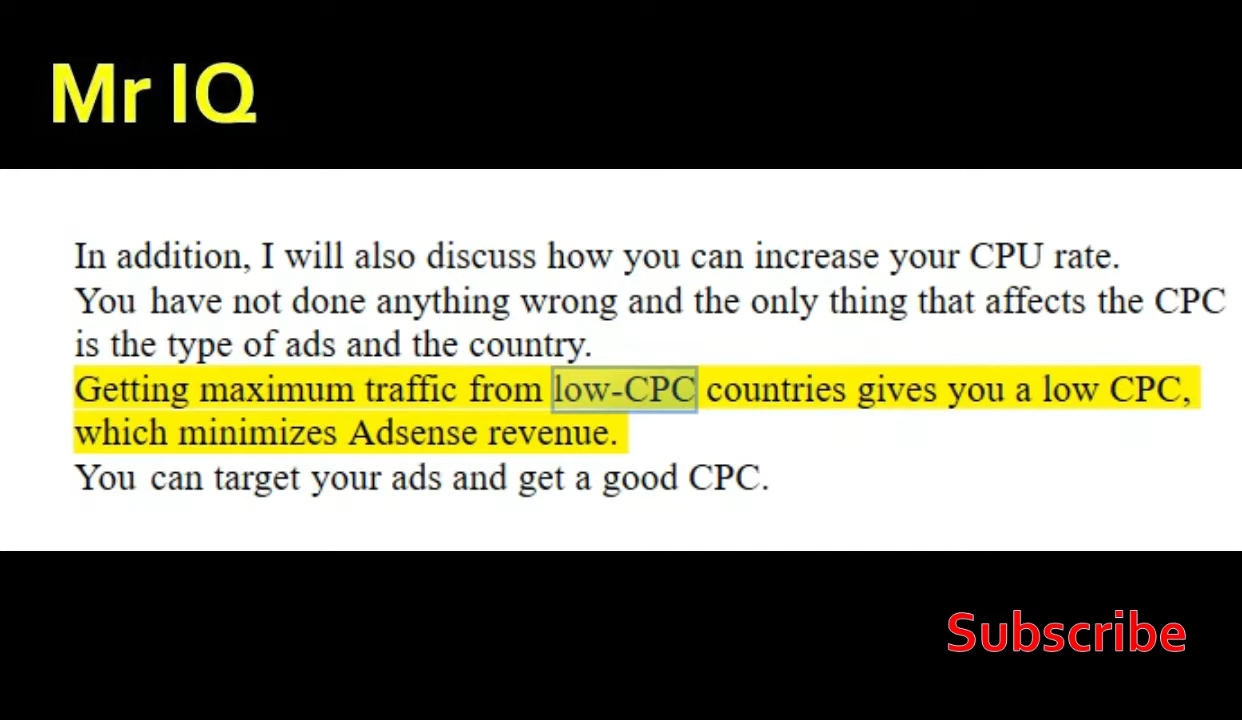 Mr IQ
In addition, I will also discuss how you can increase your CPU rate.
You have not done anything wrong and the only thing that affects the CPC
is the type of ads and the country.
Getting maximum traffic from low-CPC countries gives you a low CPC,
which minimizes Adsense revenue.
You can target your ads and get a good CPC.
Subscribe